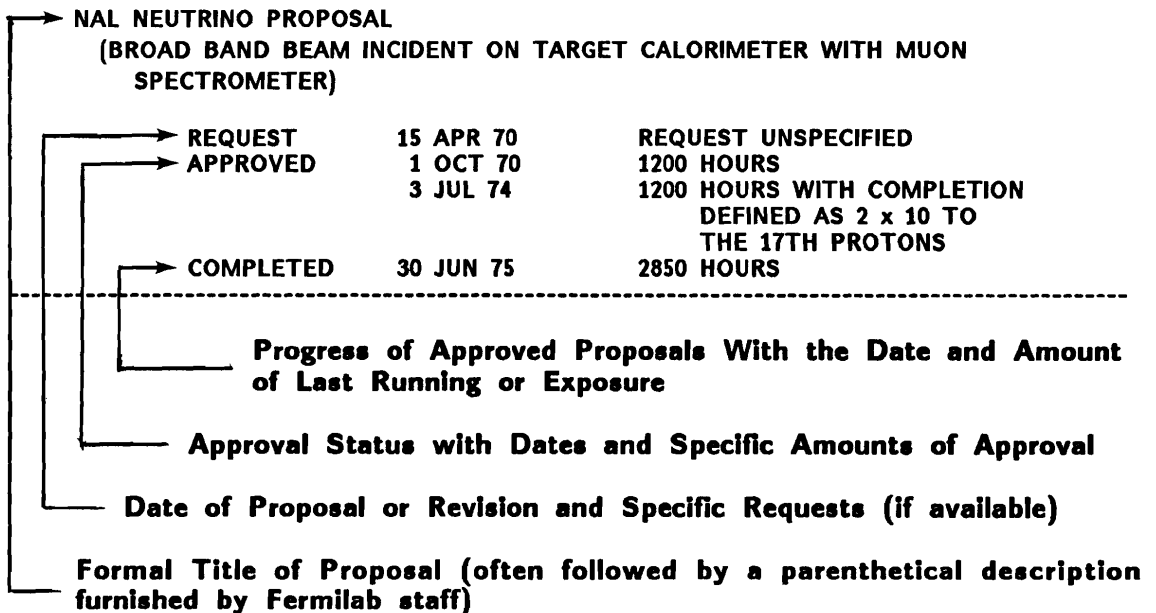 NAL NEUTRINO PROPOSAL
(BROAD BAND BEAM INCIDENT ON TARGET CALORIMETER WITH MUON
SPECTROMETER)
REQUEST 15 APR 70 REQUEST UNSPECIFIED
APPROVED 1 OCT 70 1200 HOURS
3 JUL 74 1200 HOURS WITH COMPLETION
DEFINED AS 2 x 10 TO
THE 17TH PROTONS
COMPLETED 30 JUN 75 2850 HOURS
Progress of Approved Proposals With the Date and Amount
of Last Running or Exposure
Approval Status with Dates and Specific Amounts of Approval
Date of Proposal or Revision and Specific Requests (if available)
Formal Title of Proposal (often followed by a parenthetical description
furnished by Fermilab staff)